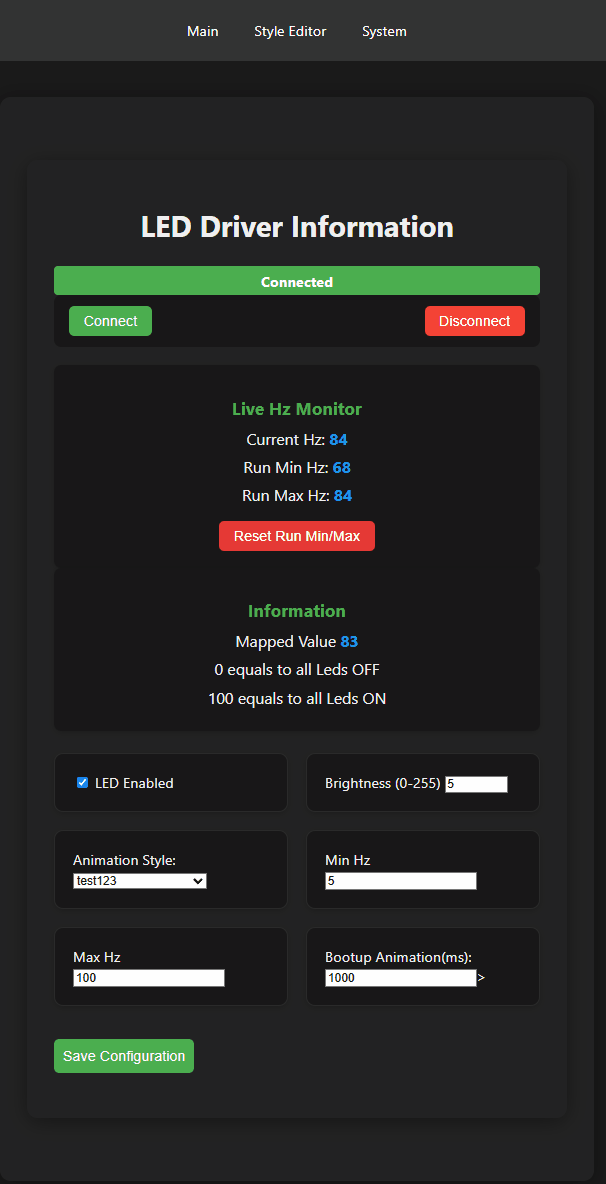 Main Style Editor System
LED Driver Information
Connected
Connect Disconnect
Live Hz Monitor
Current Hz: 84
Run Min Hz: 68
Run Max Hz: 84
Reset Run Min/Max
Information
Mapped Value 83
0 equals to all Leds OFF
100 equals to all Leds ON
LED Enabled
Brightness (0-255) 5
Animation Style:
test123
Min Hz
5
Max Hz
100
Bootup Animation(ms):
1000>
Save Configuration